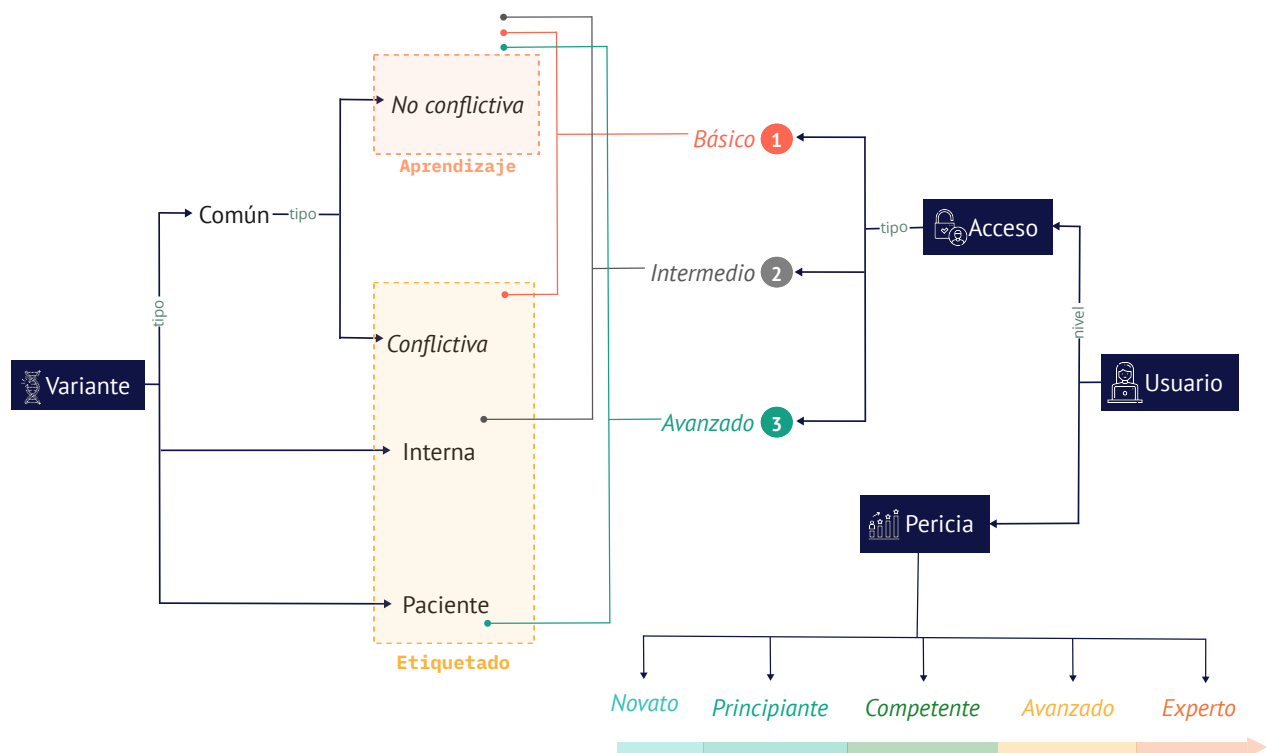 No conflictiva
Aprendizaje
Básico
1
Común
tipo
tipo
Acceso
Intermedio
2
tipo
nivel
Conflictiva
Variante
Usuario
Avanzado
3
Interna
Pericia
Paciente
Etiquetado
Novato
Principiante
Competente
Avanzado
Experto